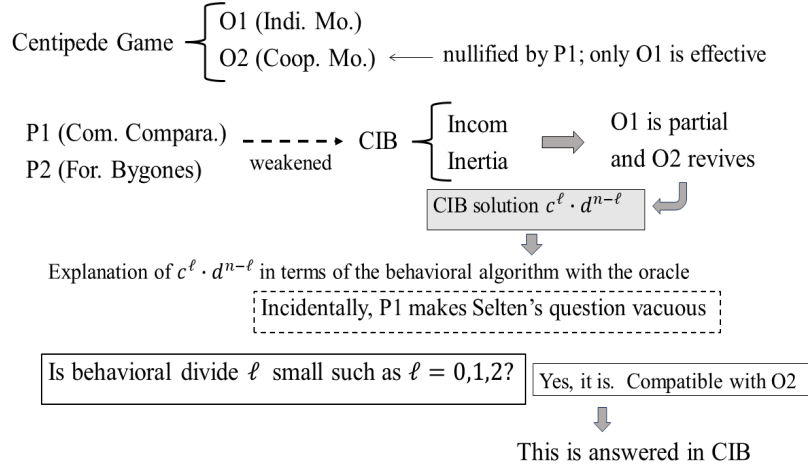 Centipede Game
O1 (Indi. Mo.)
O2 (Coop. Mo.)
nullified by P1; only O1 is effective
P1 (Com. Compara.)
P2 (For. Bygones)
weakened
CIB
Incom
Inertia
O1 is partial
and O2 revives
CIB solution c^ℓ · d^{n−ℓ}
Explanation of c^ℓ · d^{n−ℓ} in terms of the behavioral algorithm with the oracle
Incidentally, P1 makes Selten's question vacuous
Is behavioral divide ℓ small such as ℓ = 0,1,2?
Yes, it is. Compatible with O2
This is answered in CIB